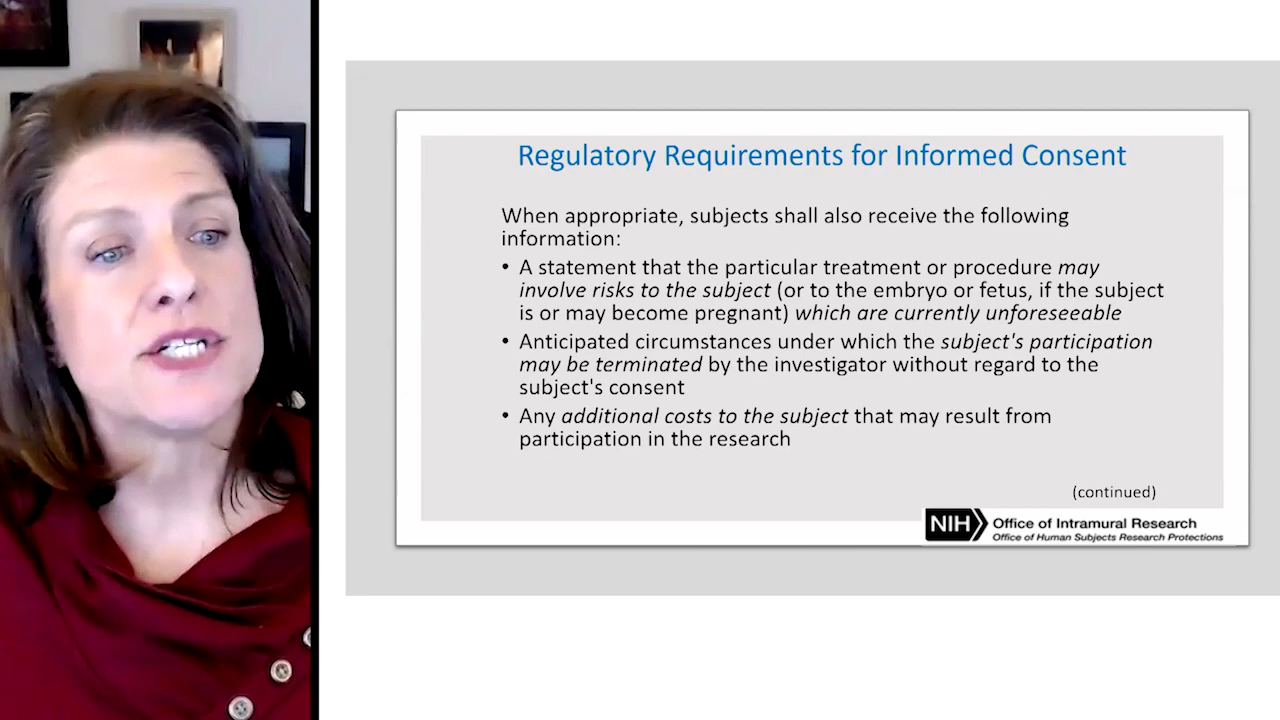 Regulatory Requirements for Informed Consent
When appropriate, subjects shall also receive the following
information:
• A statement that the particular treatment or procedure may
involve risks to the subject (or to the embryo or fetus, if the subject
is or may become pregnant) which are currently unforeseeable
• Anticipated circumstances under which the subject's participation
may be terminated by the investigator without regard to the
subject's consent
• Any additional costs to the subject that may result from
participation in the research
(continued)
NIH Office of Intramural Research
Office of Human Subjects Research Protections